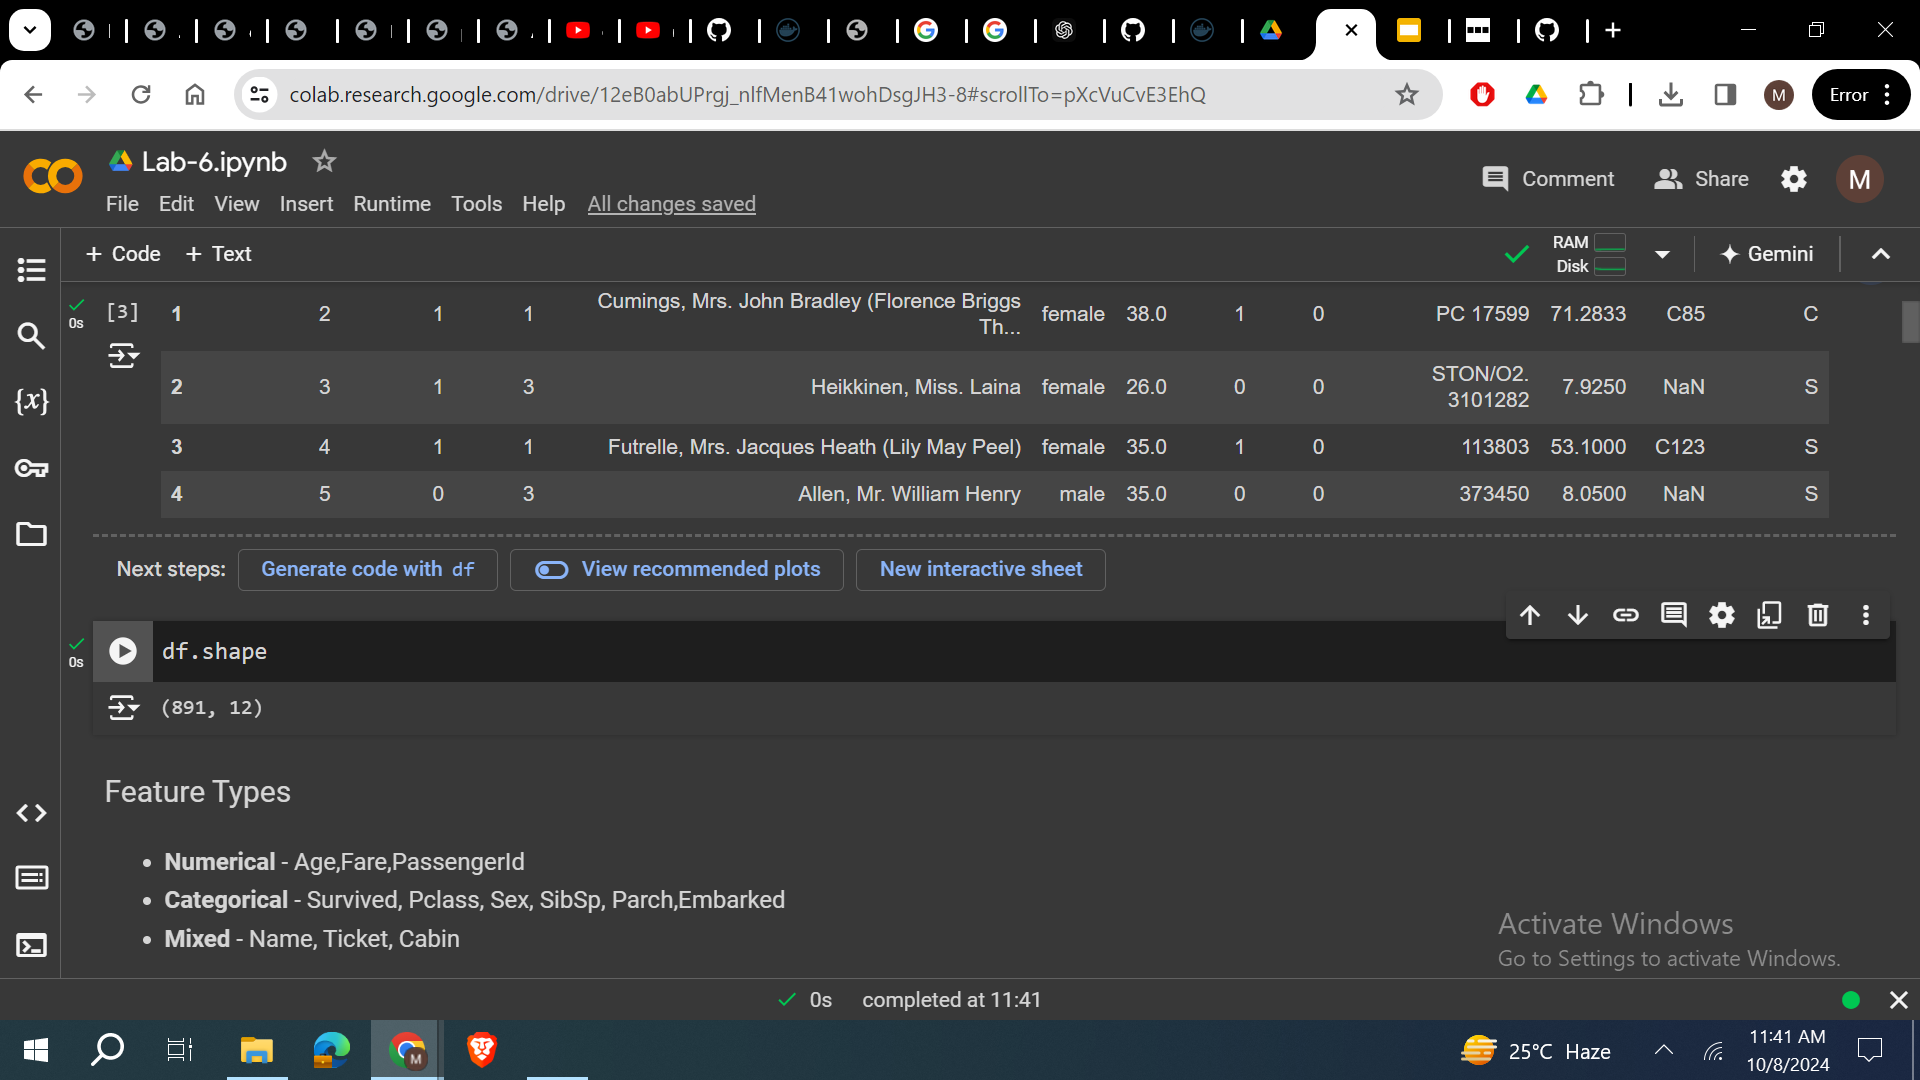 colab.research.google.com/drive/12eB0abUPrgj_nlfMenB41wohDsgJH3-8#scrollTo=pXcVuCvE3EhQ
M
Error
Lab-6.ipynb
Comment
Share
M
File Edit View Insert Runtime Tools Help All changes saved
+ Code + Text
RAM
Disk
Gemini
0s
[3]
1 2 1 1 Cumings, Mrs. John Bradley (Florence Briggs Th... female 38.0 1 0 PC 17599 71.2833 C85 C
2 3 1 3 Heikkinen, Miss. Laina female 26.0 0 0 STON/O2. 3101282 7.9250 NaN S
3 4 1 1 Futrelle, Mrs. Jacques Heath (Lily May Peel) female 35.0 1 0 113803 53.1000 C123 S
4 5 0 3 Allen, Mr. William Henry male 35.0 0 0 373450 8.0500 NaN S
Next steps: Generate code with df View recommended plots New interactive sheet
0s
df.shape
(891, 12)
Feature Types
• Numerical - Age,Fare,PassengerId
• Categorical - Survived, Pclass, Sex, SibSp, Parch,Embarked
• Mixed - Name, Ticket, Cabin
Activate Windows
Go to Settings to activate Windows.
0s completed at 11:41
M
25°C Haze
11:41 AM
10/8/2024